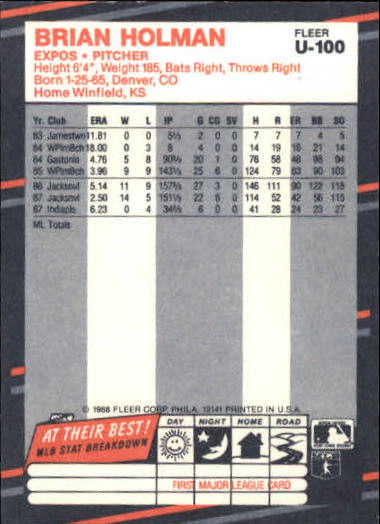 BRIAN HOLMAN
FLEER
U-100
EXPOS • PITCHER
Height 6'4", Weight 185, Bats Right, Throws Right
Born 1-25-65, Denver, CO
Home Winfield, KS
Yr. Club ERA W L IP G CG SV H R ER BB SO
83 Jamestwn 11.81 0 0 5⅓ 2 0 0 7 7 7 4 5
84 WPlmBch 18.00 0 3 8 4 0 0 14 19 16 21 14
84 Gastonia 4.76 5 8 90⅔ 20 1 0 76 58 48 98 94
85 WPlmBch 3.96 9 9 143⅓ 25 6 0 124 79 63 90 103
86 Jacksnvl 5.14 11 9 157⅔ 27 3 0 146 111 90 122 118
87 Jacksnvl 2.50 14 5 151⅓ 22 6 0 114 52 42 56 115
87 Indianpls 6.23 0 4 34⅔ 6 0 0 41 28 24 23 27
ML Totals
© 1988 FLEER CORP. PHILA. 19141 PRINTED IN U.S.A.
AT THEIR BEST!
MLB STAT BREAKDOWN
DAY NIGHT HOME ROAD
FIRST MAJOR LEAGUE CARD